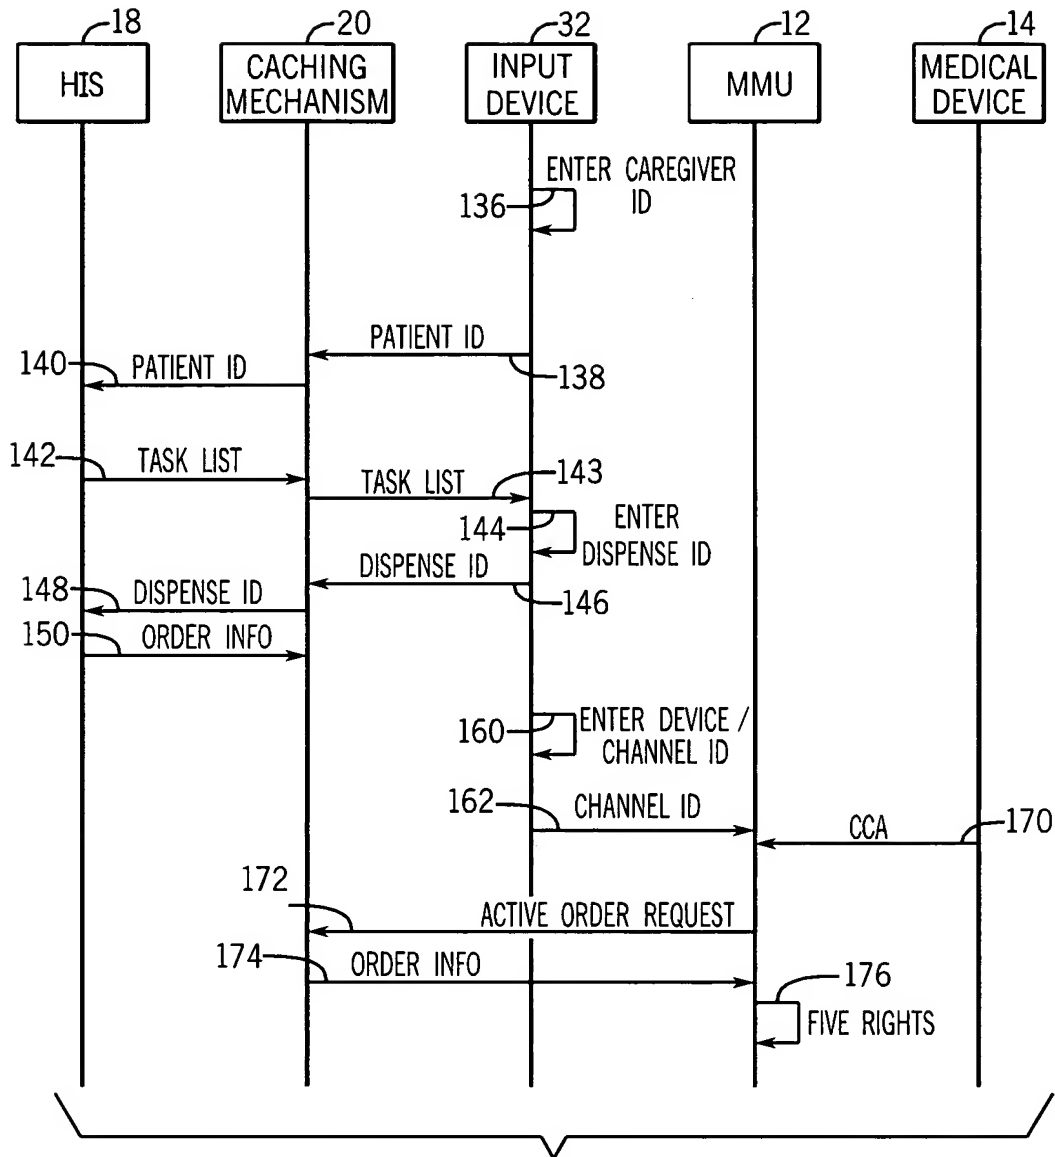 18
20
32
12
14
HIS
CACHING
MECHANISM
INPUT
DEVICE
MMU
MEDICAL
DEVICE
ENTER CAREGIVER
ID
136
PATIENT ID
138
140
PATIENT ID
142
TASK LIST
TASK LIST
143
144
ENTER
DISPENSE ID
DISPENSE ID
146
148
DISPENSE ID
150
ORDER INFO
160
ENTER DEVICE /
CHANNEL ID
162
CHANNEL ID
CCA
170
172
ACTIVE ORDER REQUEST
174
ORDER INFO
176
FIVE RIGHTS